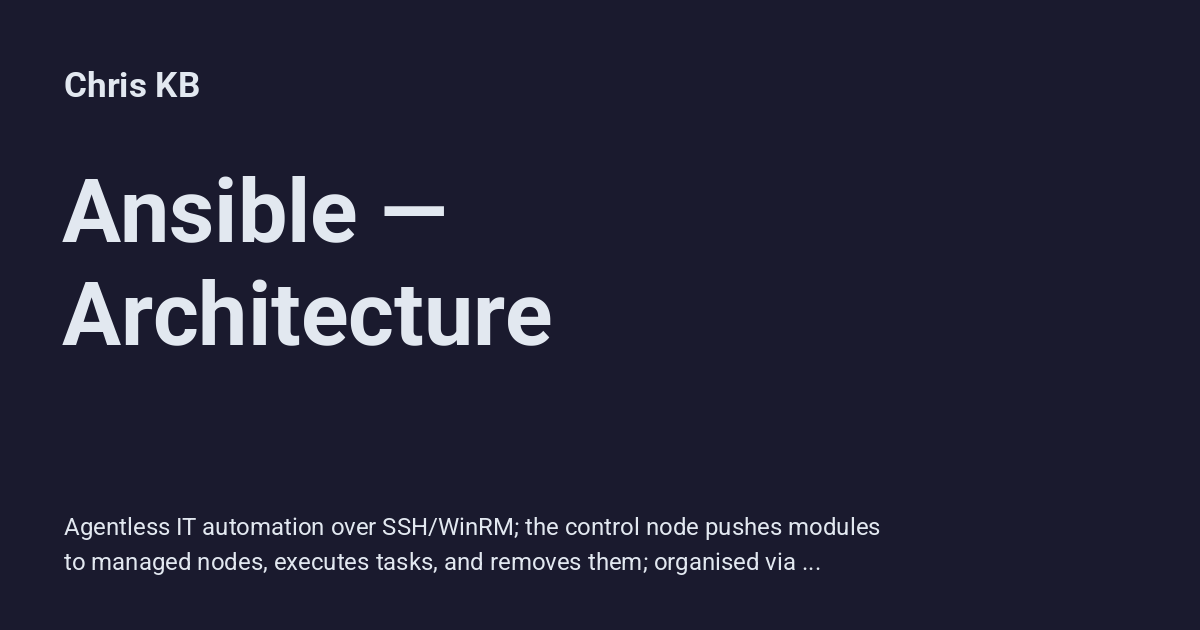 Chris KB
Ansible —
Architecture
Agentless IT automation over SSH/WinRM; the control node pushes modules
to managed nodes, executes tasks, and removes them; organised via ...